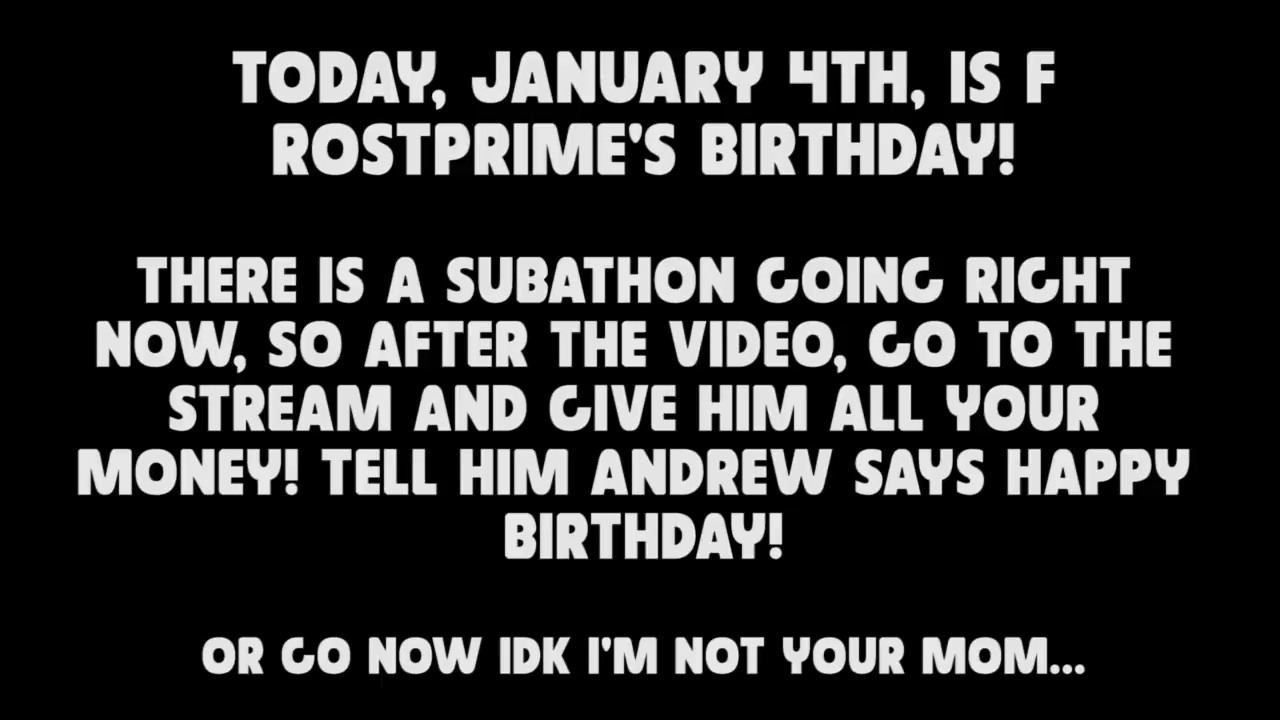 TODAY, JANUARY 4TH, IS F
ROSTPRIME'S BIRTHDAY!
THERE IS A SUBATHON GOING RIGHT
NOW, SO AFTER THE VIDEO, GO TO THE
STREAM AND GIVE HIM ALL YOUR
MONEY! TELL HIM ANDREW SAYS HAPPY
BIRTHDAY!
OR GO NOW IDK I'M NOT YOUR MOM...